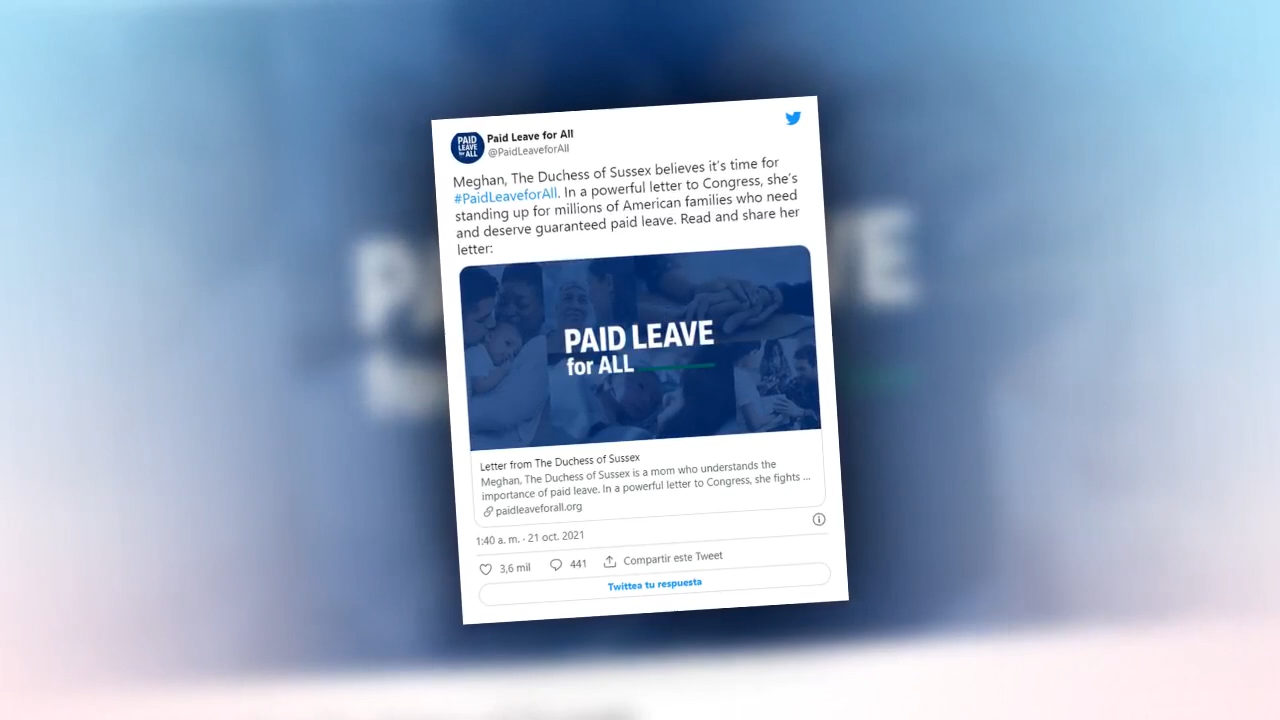 PAID
LEAVE
for ALL
Paid Leave for All
@PaidLeaveforAll
Meghan, The Duchess of Sussex believes it's time for
#PaidLeaveforAll. In a powerful letter to Congress, she's
standing up for millions of American families who need
and deserve guaranteed paid leave. Read and share her
letter:
PAID LEAVE
for ALL
Letter from The Duchess of Sussex
Meghan, The Duchess of Sussex is a mom who understands the
importance of paid leave. In a powerful letter to Congress, she fights ...
paidleaveforall.org
1:40 a. m. · 21 oct. 2021
3,6 mil 441 Compartir este Tweet
Twittea tu respuesta